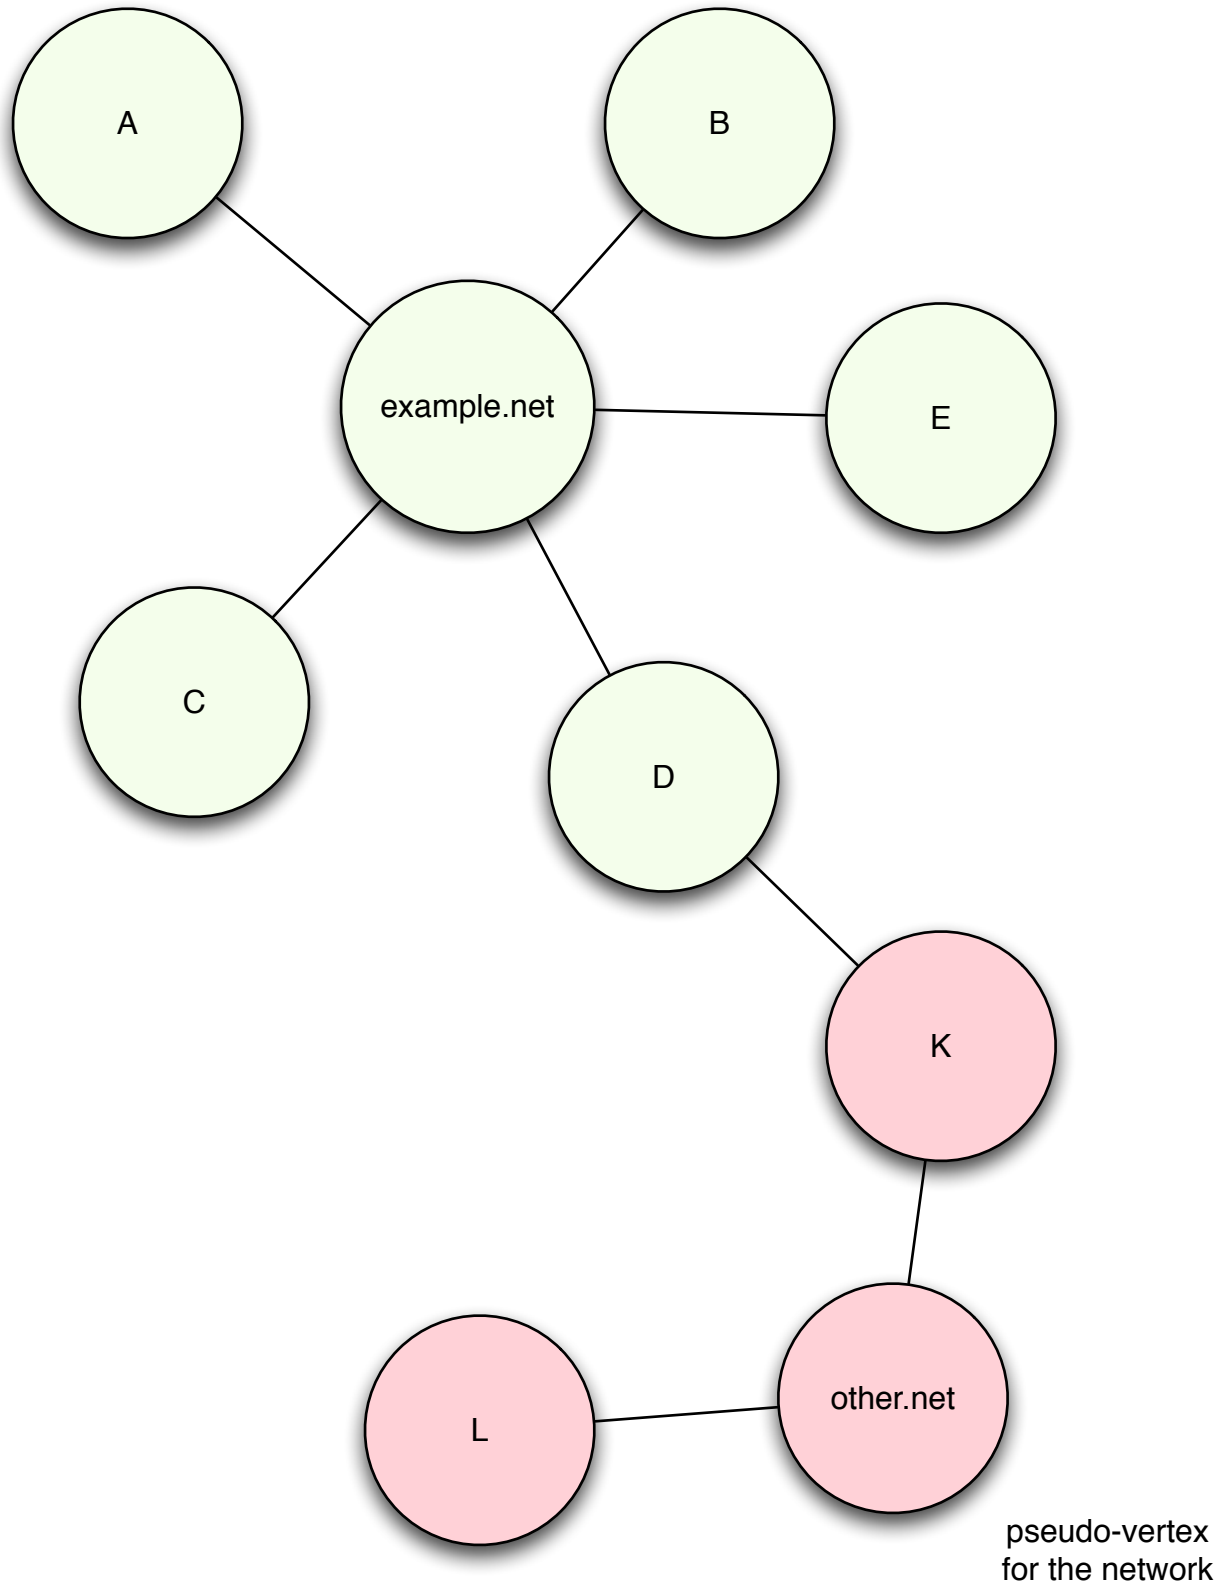 A
B
example.net
E
C
D
K
other.net
L
pseudo-vertex
for the network